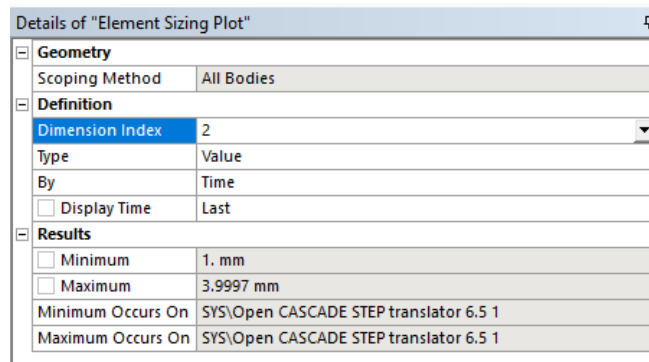 Details of "Element Sizing Plot"
Geometry
Scoping Method All Bodies
Definition
Dimension Index 2
Type Value
By Time
Display Time Last
Results
Minimum 1. mm
Maximum 3.9997 mm
Minimum Occurs On SYS\Open CASCADE STEP translator 6.5 1
Maximum Occurs On SYS\Open CASCADE STEP translator 6.5 1